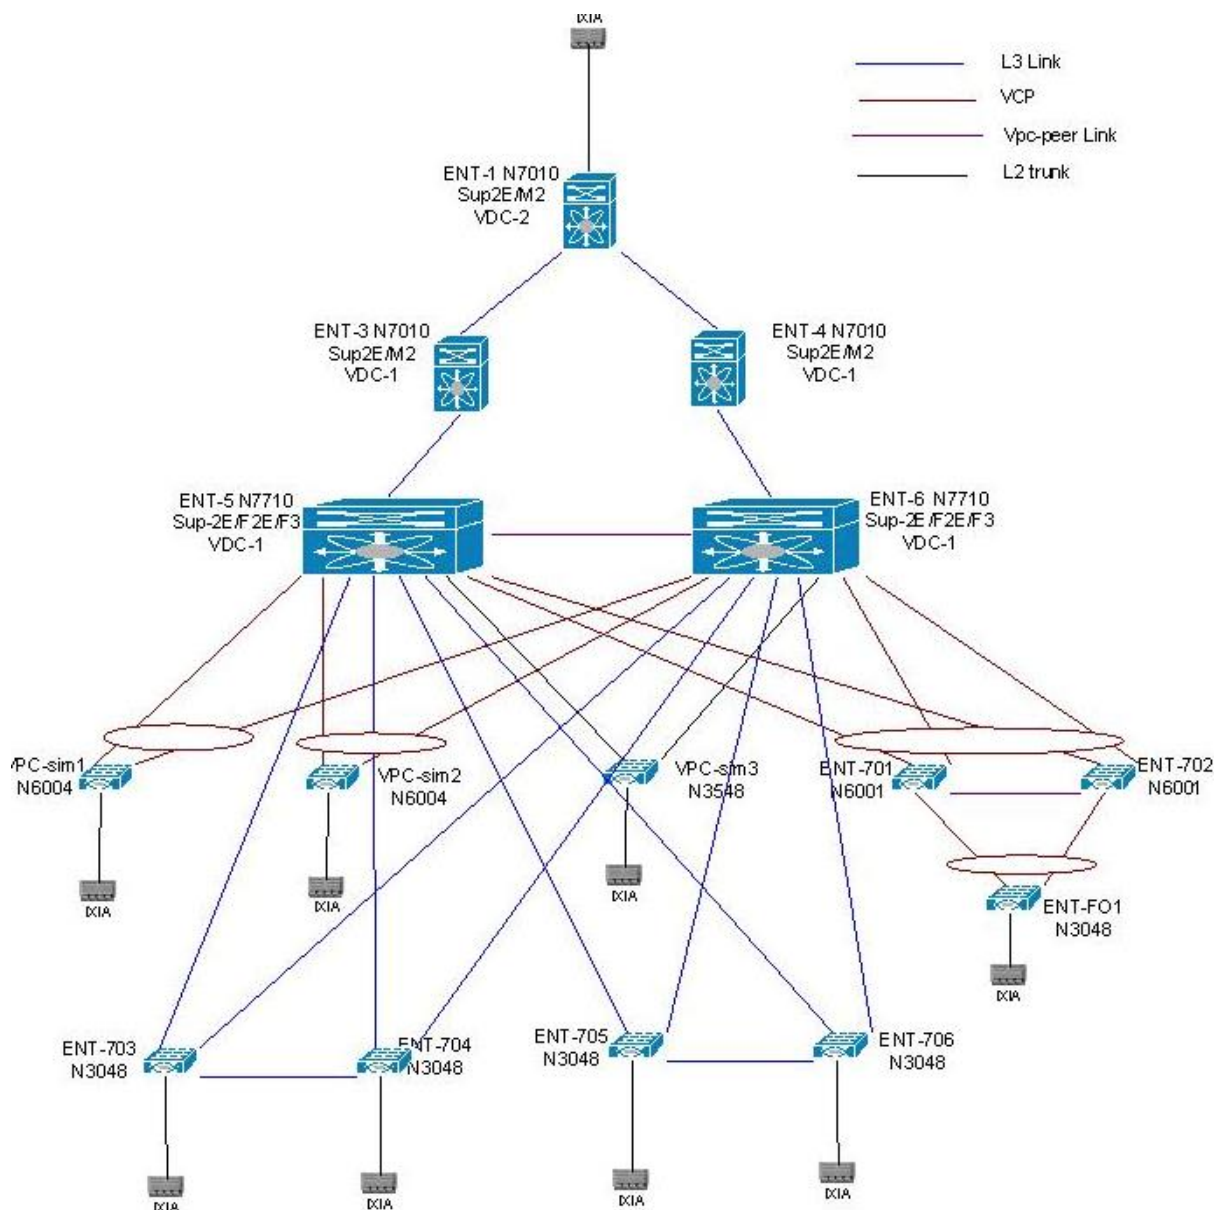 IXIA
L3 Link
VCP
Vpc-peer Link
L2 trunk
ENT-1 N7010
Sup2E/M2
VDC-2
ENT-3 N7010
Sup2E/M2
VDC-1
ENT-4 N7010
Sup2E/M2
VDC-1
ENT-5 N7710
Sup-2E/F2E/F3
VDC-1
ENT-6 N7710
Sup-2E/F2E/F3
VDC-1
VPC-sim1
N6004
VPC-sim2
N6004
VPC-sim3
N3548
ENT-701
N6001
ENT-702
N6001
IXIA
IXIA
IXIA
ENT-FO1
N3048
IXIA
ENT-703
N3048
ENT-704
N3048
ENT-705
N3048
ENT-706
N3048
IXIA
IXIA
IXIA
IXIA